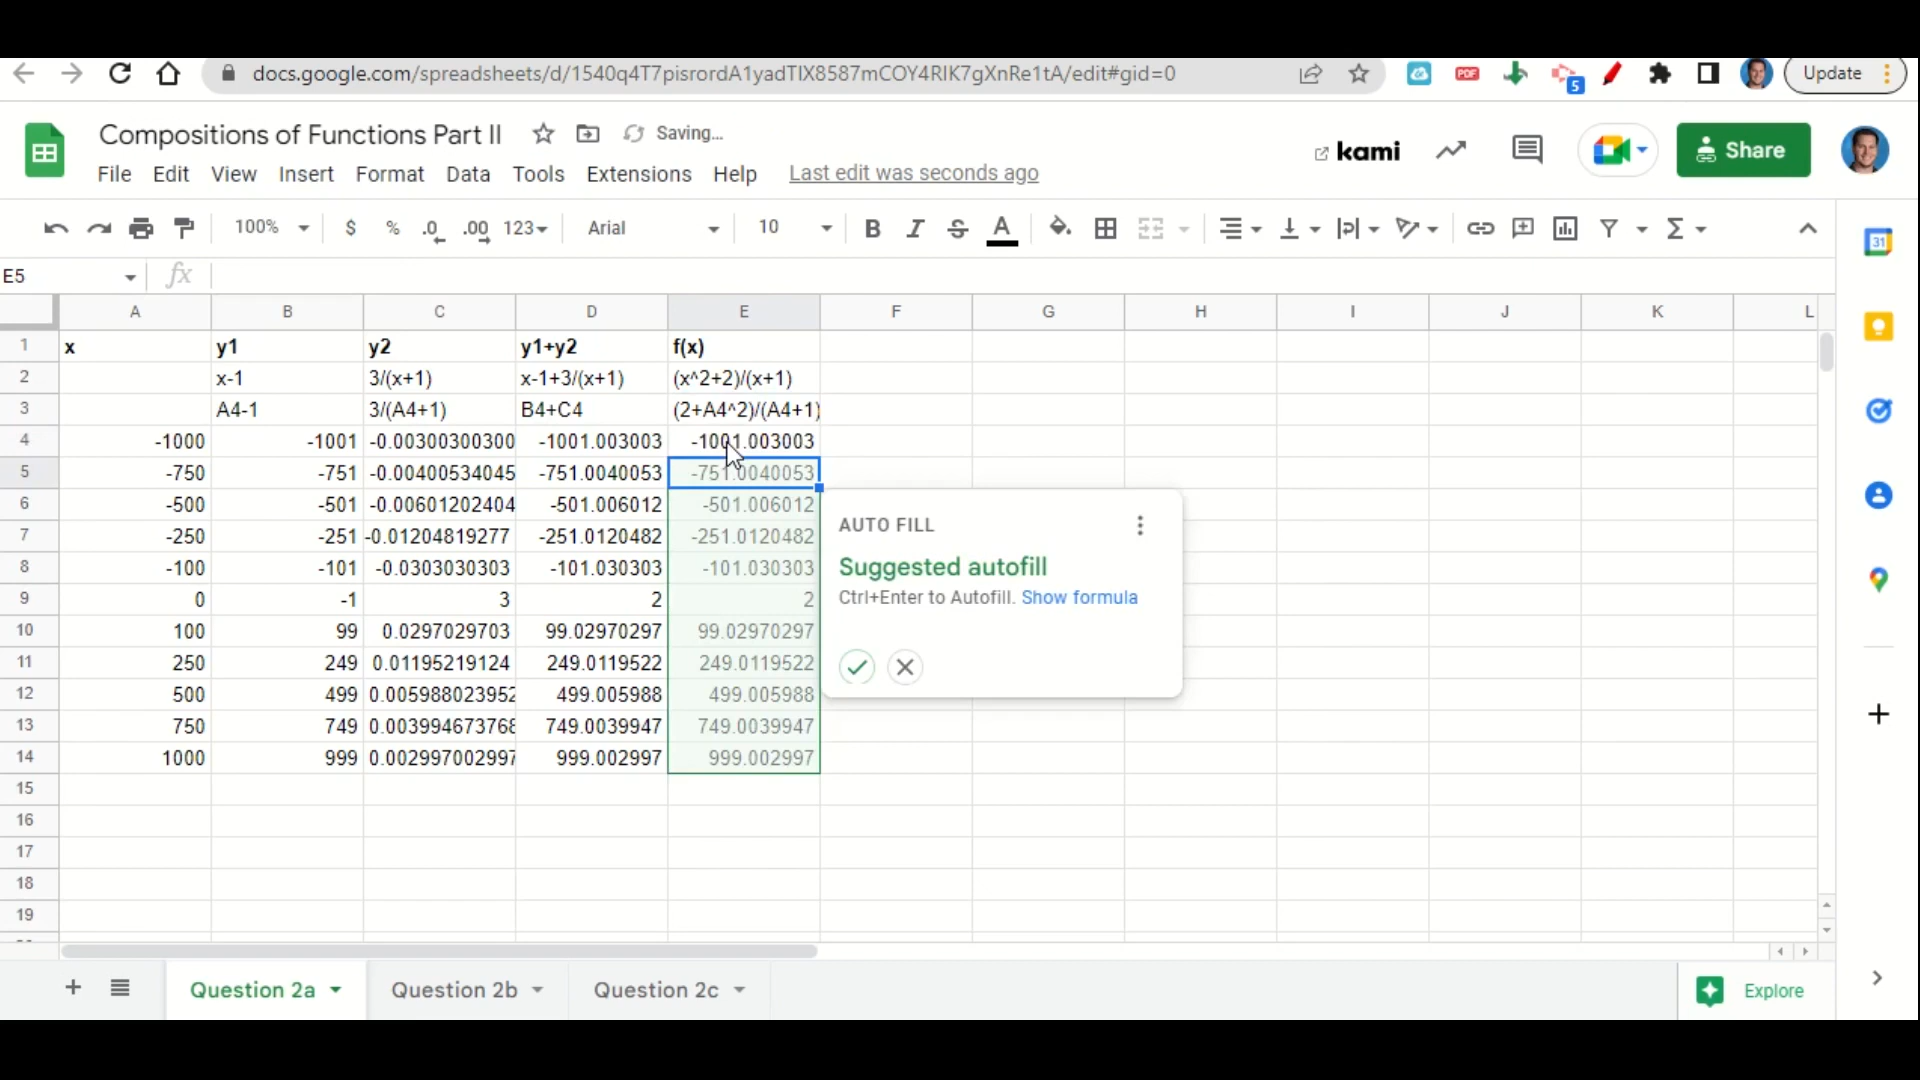 docs.google.com/spreadsheets/d/1540q4T7pisrordA1yadTIX8587mCOY4RIK7gXnRe1tA/edit#gid=0
PDF
5
Update
Compositions of Functions Part II
Saving...
kami
Share
File Edit View Insert Format Data Tools Extensions Help
Last edit was seconds ago
100% $ % .0 .00 123 Arial 10 B I S A
31
E5
fx
A B C D E F G H I J K L
1 x y1 y2 y1+y2 f(x)
2 x-1 3/(x+1) x-1+3/(x+1) (x^2+2)/(x+1)
3 A4-1 3/(A4+1) B4+C4 (2+A4^2)/(A4+1)
4 -1000 -1001 -0.00300300300 -1001.003003 -1001.003003
5 -750 -751 -0.00400534045 -751.0040053 -751.0040053
6 -500 -501 -0.00601202404 -501.006012 -501.006012
7 -250 -251 -0.01204819277 -251.0120482 -251.0120482
8 -100 -101 -0.0303030303 -101.030303 -101.030303
9 0 -1 3 2 2
10 100 99 0.0297029703 99.02970297 99.02970297
11 250 249 0.01195219124 249.0119522 249.0119522
12 500 499 0.005988023952 499.005988 499.005988
13 750 749 0.003994673768 749.0039947 749.0039947
14 1000 999 0.002997002997 999.002997 999.002997
15
16
17
18
19
AUTO FILL
Suggested autofill
Ctrl+Enter to Autofill. Show formula
Question 2a
Question 2b
Question 2c
Explore